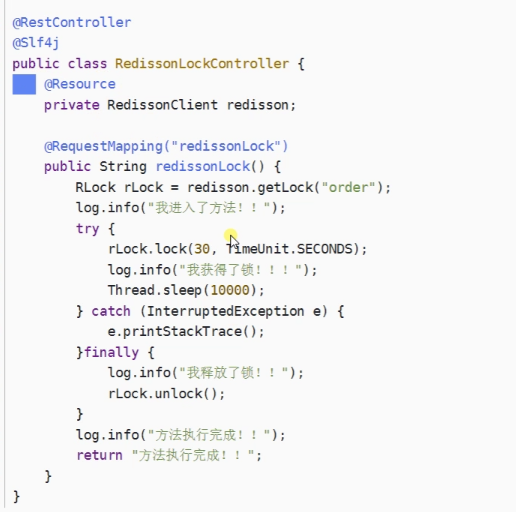 @RestController
@Slf4j
public class RedissonLockController {
    @Resource
    private RedissonClient redisson;

    @RequestMapping("redissonLock")
    public String redissonLock() {
        RLock rLock = redisson.getLock("order");
        log.info("我进入了方法！！");
        try {
            rLock.lock(30, TimeUnit.SECONDS);
            log.info("我获得了锁！！！");
            Thread.sleep(10000);
        } catch (InterruptedException e) {
            e.printStackTrace();
        }finally {
            log.info("我释放了锁！！");
            rLock.unlock();
        }
        log.info("方法执行完成！！");
        return "方法执行完成！！";
    }
}